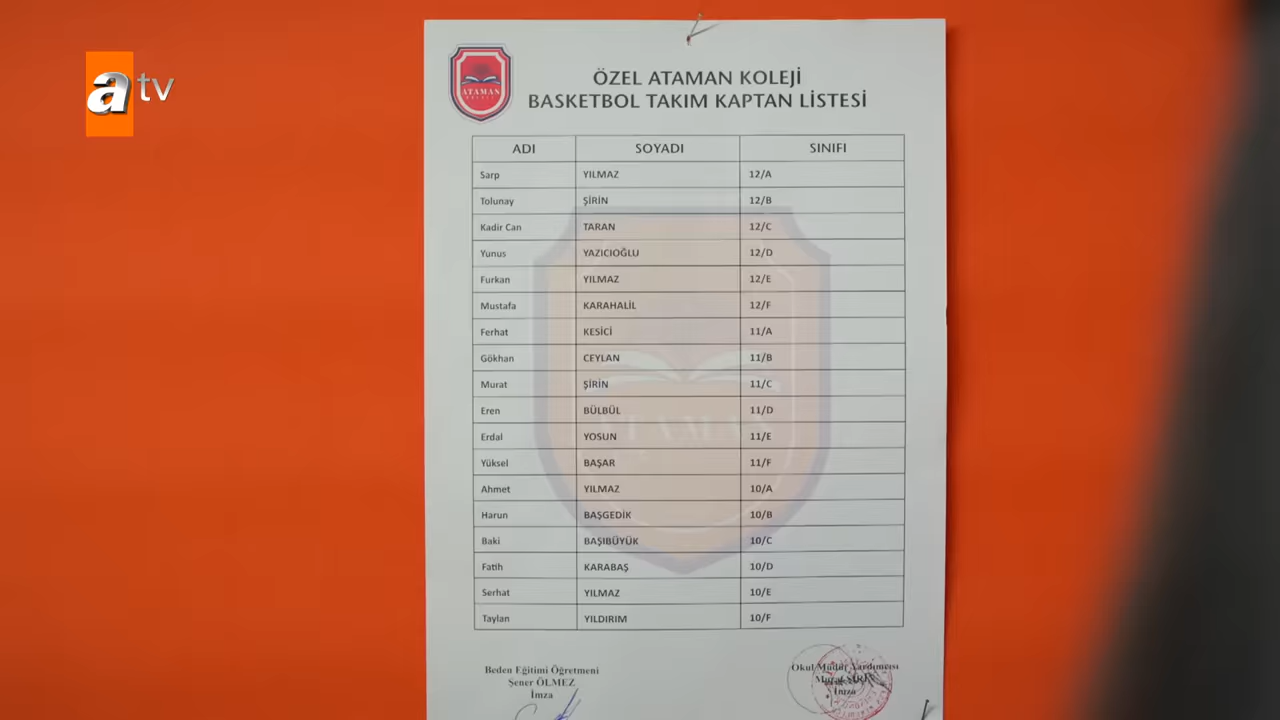 atv
ATAMAN
ÖZEL ATAMAN KOLEJİ
BASKETBOL TAKIM KAPTAN LİSTESİ
ADI SOYADI SINIFI
Sarp YILMAZ 12/A
Tolunay ŞİRİN 12/B
Kadir Can TARAN 12/C
Yunus YAZICIOĞLU 12/D
Furkan YILMAZ 12/E
Mustafa KARAHALİL 12/F
Ferhat KESİCİ 11/A
Gökhan CEYLAN 11/B
Murat ŞİRİN 11/C
Eren BÜLBÜL 11/D
Erdal YOSUN 11/E
Yüksel BAŞAR 11/F
Ahmet YILMAZ 10/A
Harun BAŞGEDİK 10/B
Baki BAŞIBÜYÜK 10/C
Fatih KARABAŞ 10/D
Serhat YILMAZ 10/E
Taylan YILDIRIM 10/F
Beden Eğitimi Öğretmeni
Şener ÖLMEZ
İmza
Okul Müdür Yardımcısı
İmza